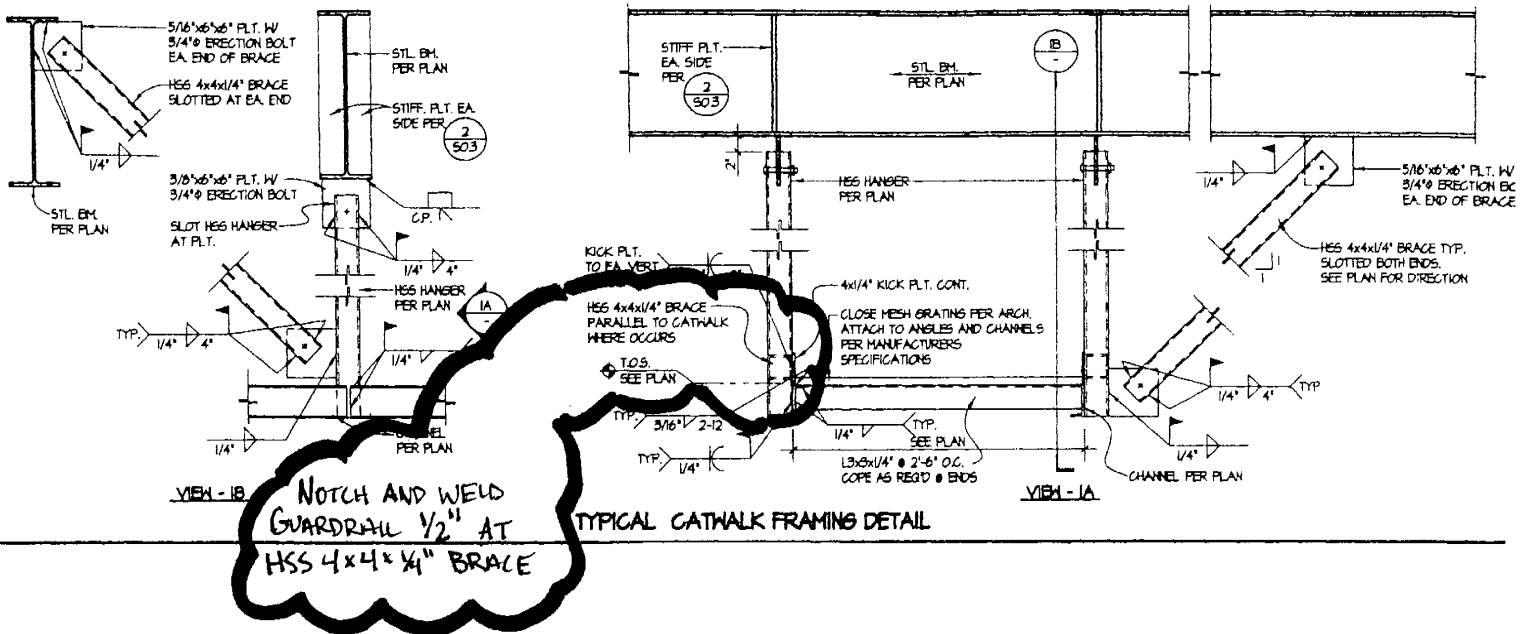 5/16"x6"x6" PLT. W/
3/4"Φ ERECTION BOLT
EA. END OF BRACE
HSS 4x4x1/4" BRACE
SLOTTED AT EA. END
1/4"
STL. BM.
PER PLAN
STL. BM.
PER PLAN
STIFF. PLT. EA.
SIDE PER
2
S03
3/8"x6"x6" PLT. W/
3/4"Φ ERECTION BOLT
SLOT HSS HANGER
AT PLT.
C.P.
1/4" 4"
HSS HANGER
PER PLAN
1A
-
TYP.
1/4" 4"
1/4"
1/4"
PER PLAN
VIEW - 1B
STIFF PLT.
EA. SIDE
PER
2
S03
STL. BM.
PER PLAN
1B
-
2"
HSS HANGER
PER PLAN
KICK PLT.
TO EA. VERT.
4x1/4" KICK PLT. CONT.
HSS 4x4x1/4" BRACE
PARALLEL TO CATWALK
WHERE OCCURS
CLOSE MESH GRATING PER ARCH.
ATTACH TO ANGLES AND CHANNELS
PER MANUFACTURERS
SPECIFICATIONS
T.O.S.
SEE PLAN
TYP.
3/16" 2-12
TYP.
1/4"
1/4"
TYP.
SEE PLAN
L3x3x1/4" @ 2'-6" O.C.
COPE AS REQ'D @ ENDS
VIEW - 1A
CHANNEL PER PLAN
1/4"
1/4" 4"
TYP
1/4"
5/16"x6"x6" PLT. W/
3/4"Φ ERECTION
EA. END OF BRACE
HSS 4x4x1/4" BRACE TYP.
SLOTTED BOTH ENDS.
SEE PLAN FOR DIRECTION
1
1
TYPICAL CATWALK FRAMING DETAIL
NOTCH AND WELD
GUARDRAIL 1/2" AT
HSS 4x4x1/4" BRACE